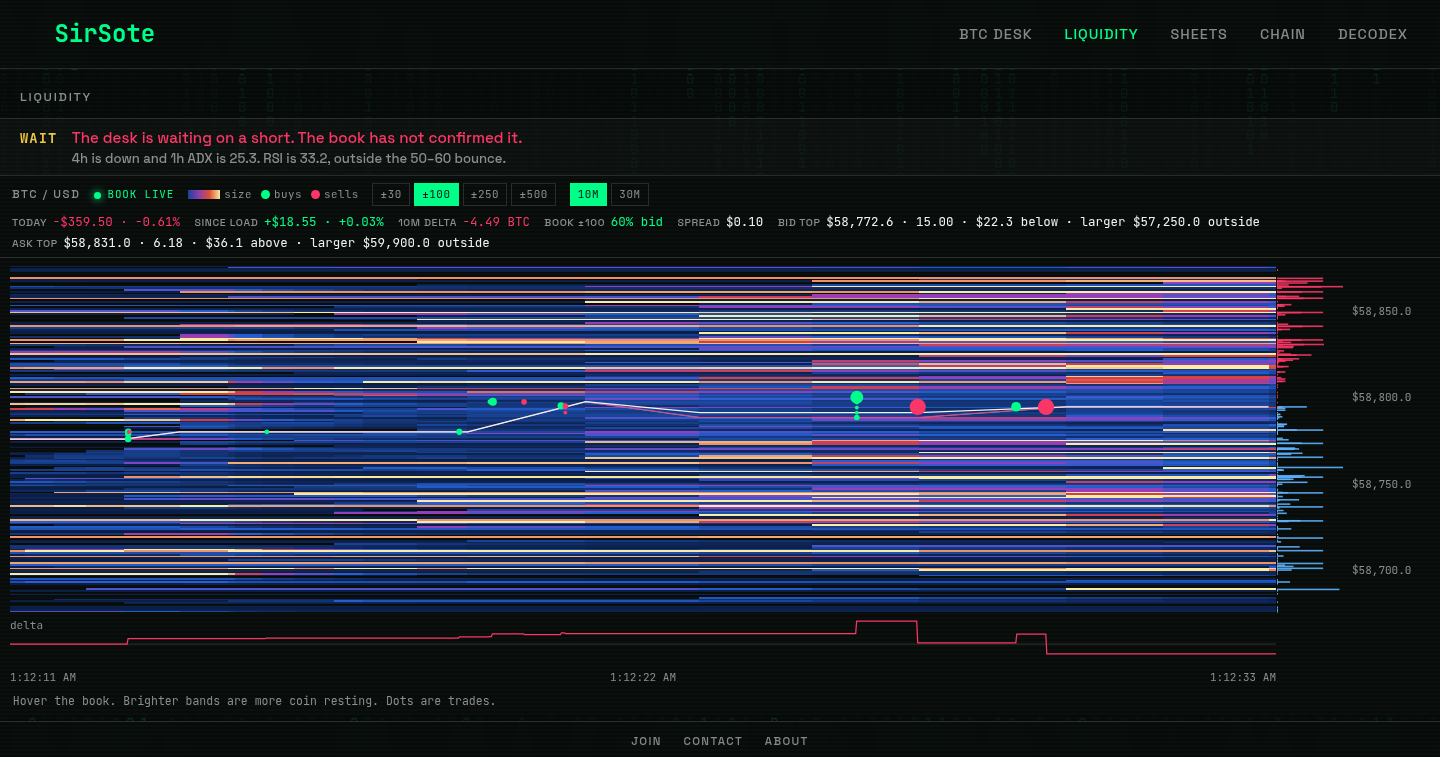 SirSote
BTC DESK LIQUIDITY SHEETS CHAIN DECODEX
LIQUIDITY
WAIT The desk is waiting on a short. The book has not confirmed it.
4h is down and 1h ADX is 25.3. RSI is 33.2, outside the 50–60 bounce.
BTC / USD BOOK LIVE size buys sells ±30 ±100 ±250 ±500 10M 30M
TODAY -$359.50 · -0.61% SINCE LOAD +$18.55 · +0.03% 10M DELTA -4.49 BTC BOOK ±100 60% bid SPREAD $0.10 BID TOP $58,772.6 · 15.00 · $22.3 below · larger $57,250.0 outside
ASK TOP $58,831.0 · 6.18 · $36.1 above · larger $59,900.0 outside
$58,850.0
$58,800.0
$58,750.0
$58,700.0
delta
1:12:11 AM 1:12:22 AM 1:12:33 AM
Hover the book. Brighter bands are more coin resting. Dots are trades.
JOIN CONTACT ABOUT